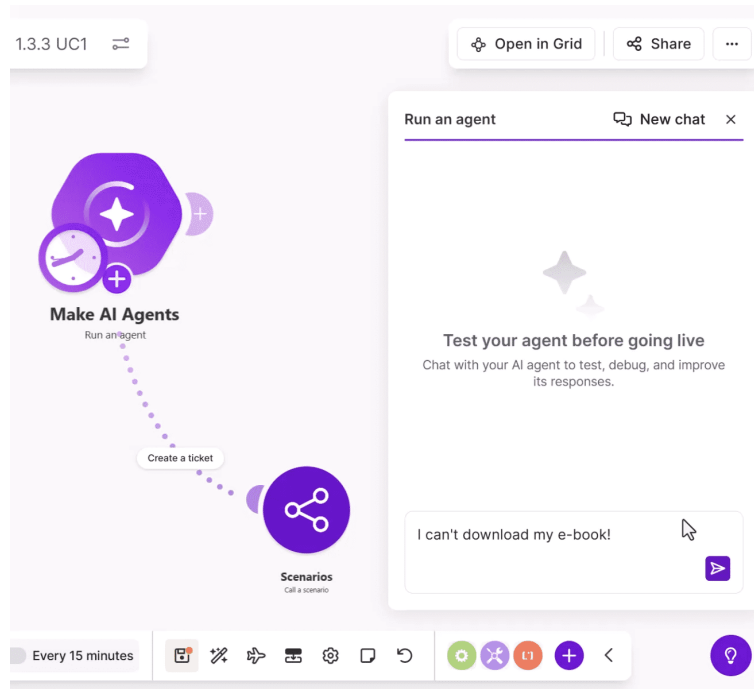 1.3.3 UC1
Open in Grid
Share
Run an agent
New chat
Make AI Agents
Run an agent
Test your agent before going live
Chat with your AI agent to test, debug, and improve
its responses.
Create a ticket
I can't download my e-book!
Scenarios
Call a scenario
Every 15 minutes